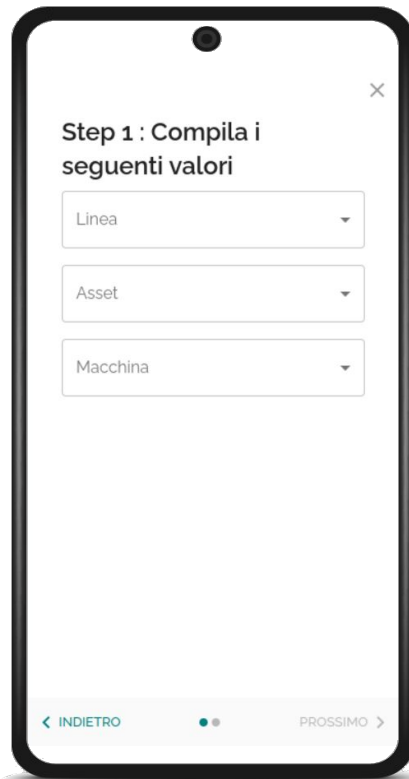 Step 1 : Compila i
seguenti valori
Linea
Asset
Macchina
INDIETRO
PROSSIMO